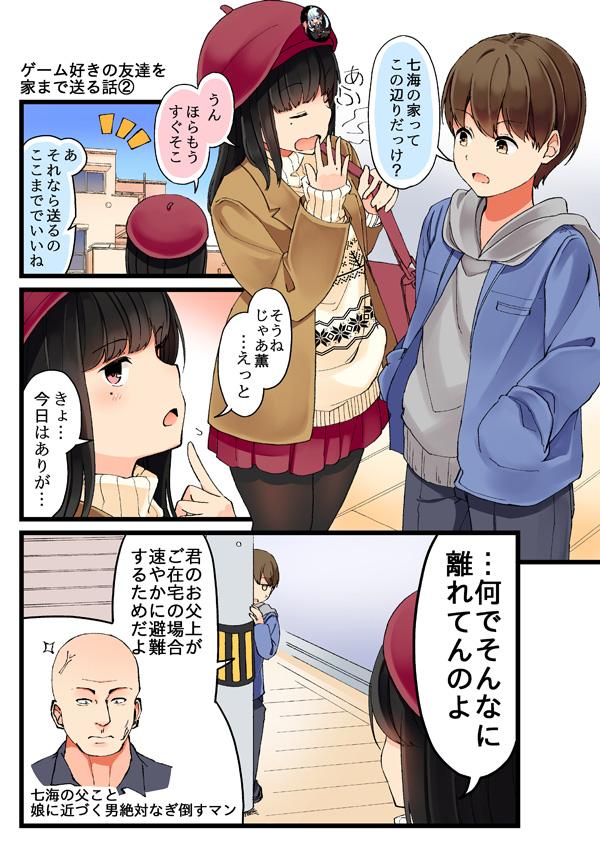 ゲーム好きの友達を
家まで送る話②
七海の家って
この辺りだっけ？
あふ
うん
ほらもう
すぐそこ
あ
それなら送るの
ここまででいいね
そうね
じゃあ薫
…えっと
きょ…
今日はありが…
…何でそんなに
離れてんのよ
君のお父上が
ご在宅の場合
速やかに避難
するためだよ
七海の父こと
娘に近づく男絶対なぎ倒すマン